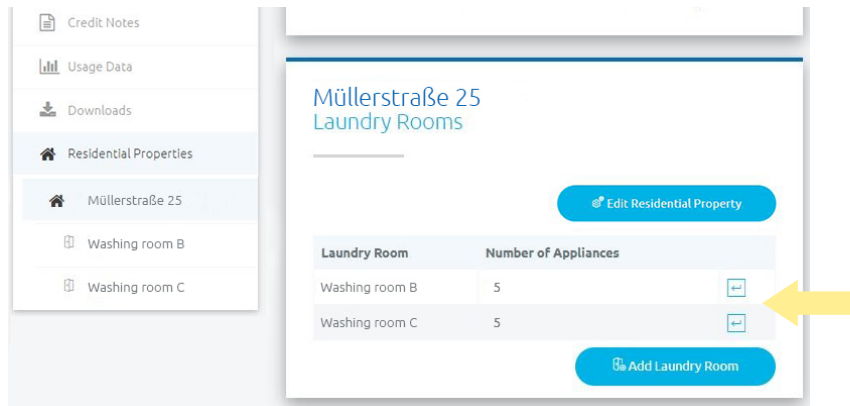 Credit Notes
Usage Data
Downloads
Residential Properties
Müllerstraße 25
Washing room B
Washing room C
Müllerstraße 25
Laundry Rooms
Edit Residential Property
Laundry Room Number of Appliances
Washing room B 5
Washing room C 5
Add Laundry Room